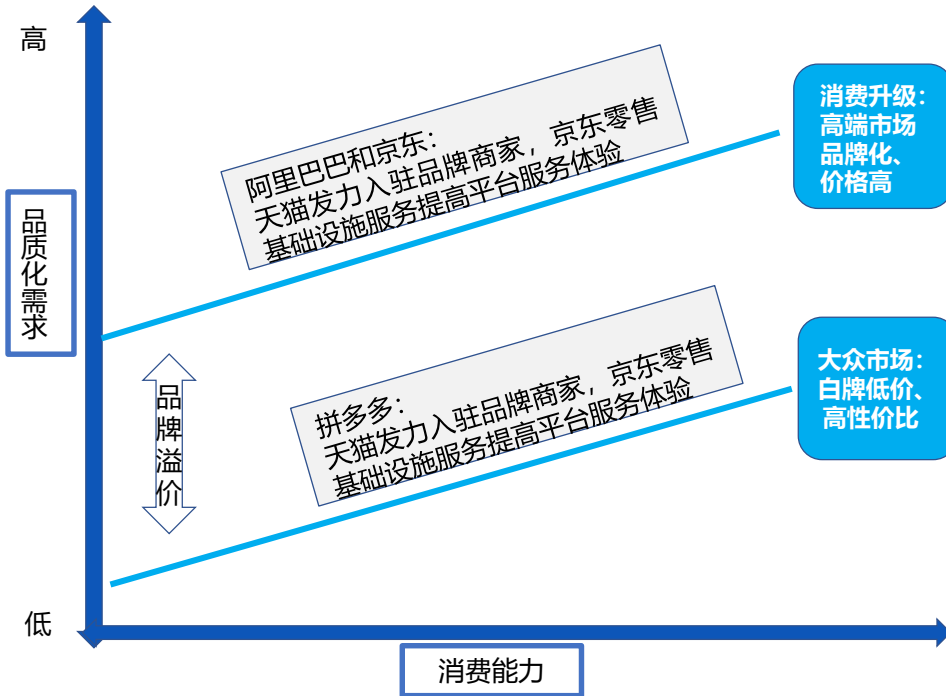 高
消费升级：
高端市场
品牌化、
价格高
阿里巴巴和京东：
天猫发力入驻品牌商家，京东零售
基础设施服务提高平台服务体验
品质化需求
品牌溢价
拼多多：
天猫发力入驻品牌商家，京东零售
基础设施服务提高平台服务体验
大众市场：
白牌低价、
高性价比
低
消费能力